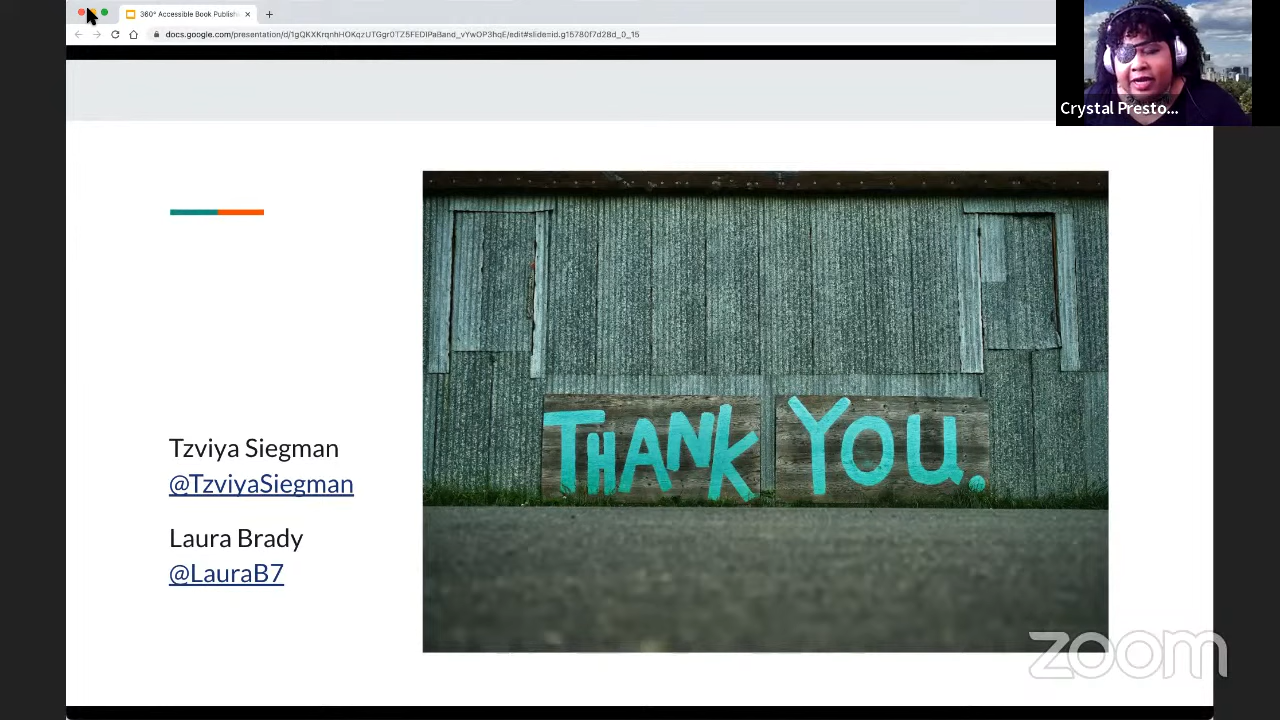 360° Accessible Book Publish
docs.google.com/presentation/d/1gQKXKrqnhHOKqzUTGgr0TZ5FEDIPaBand_vYwOP3hqE/edit#slide=id.g15780f7d28d_0_15
Crystal Presto...
THANK YOU.
Tzviya Siegman
@TzviyaSiegman
Laura Brady
@LauraB7
zoom